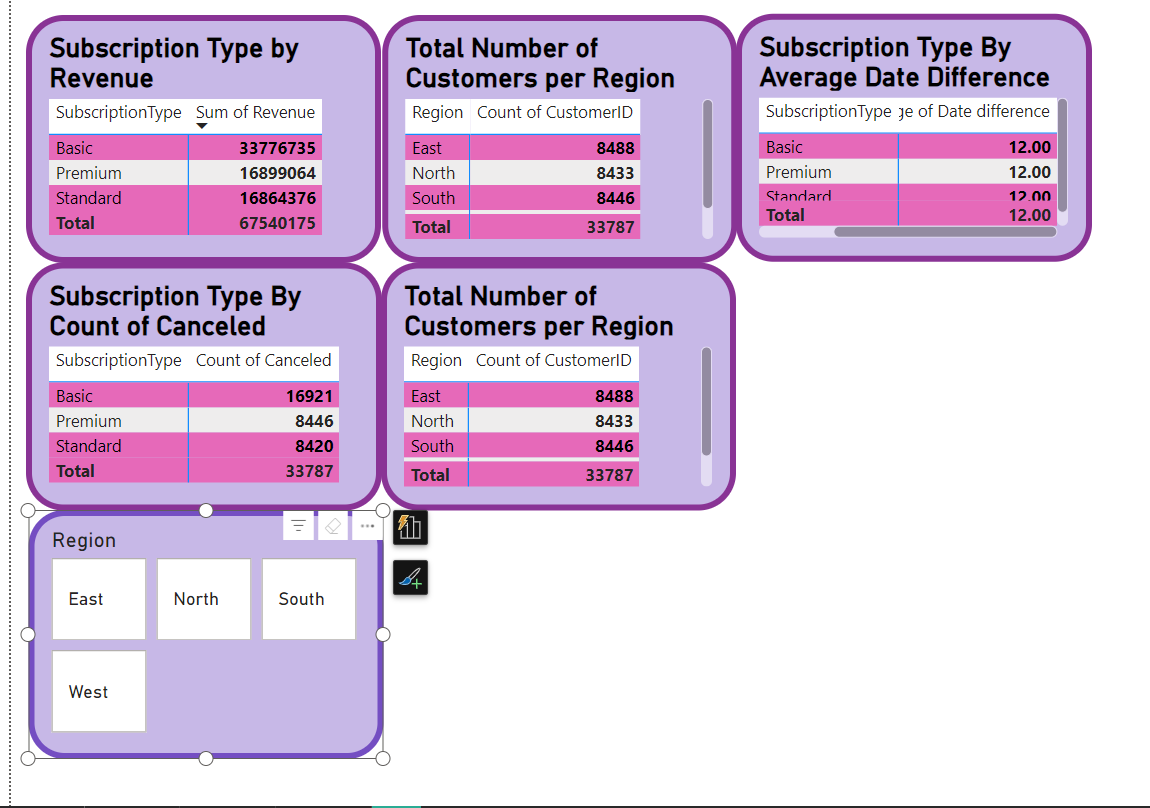 Subscription Type by
Revenue
SubscriptionType Sum of Revenue
Basic 33776735
Premium 16899064
Standard 16864376
Total 67540175
Total Number of
Customers per Region
Region Count of CustomerID
East 8488
North 8433
South 8446
Total 33787
Subscription Type By
Average Date Difference
SubscriptionType ge of Date difference
Basic 12.00
Premium 12.00
Standard 12.00
Total 12.00
Subscription Type By
Count of Canceled
SubscriptionType Count of Canceled
Basic 16921
Premium 8446
Standard 8420
Total 33787
Total Number of
Customers per Region
Region Count of CustomerID
East 8488
North 8433
South 8446
Total 33787
Region
East North South
West